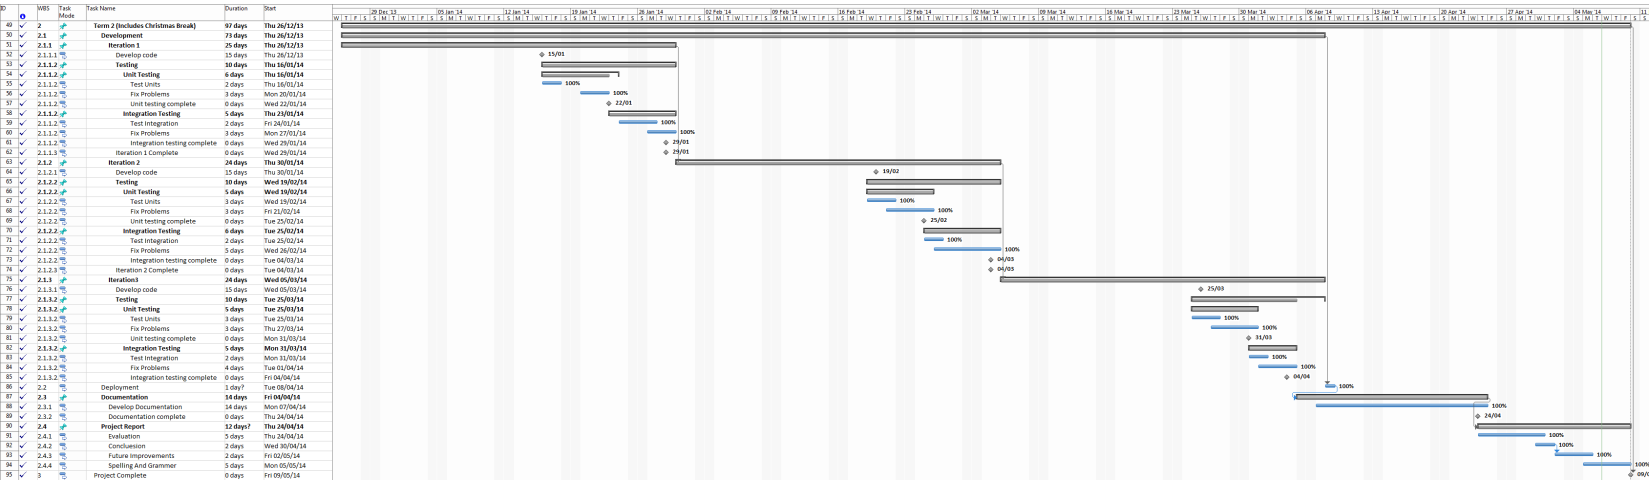 ID WBS Task Mode Task Name Duration Start 29 Dec '13 05 Jan '14 12 Jan '14 19 Jan '14 26 Jan '14 02 Feb '14 09 Feb '14 16 Feb '14 23 Feb '14 02 Mar '14 09 Mar '14 16 Mar '14 23 Mar '14 30 Mar '14 06 Apr '14 13 Apr '14 20 Apr '14 27 Apr '14 04 May '14 11
49 2 Term 2 (Includes Christmas Break) 97 days Thu 26/12/13
50 2.1 Development 73 days Thu 26/12/13
51 2.1.1 Iteration 1 25 days Thu 26/12/13
52 2.1.1.1 Develop code 15 days Thu 26/12/13 15/01
53 2.1.1.2 Testing 10 days Thu 16/01/14
54 2.1.1.2. Unit Testing 6 days Thu 16/01/14
55 2.1.1.2. Test Units 2 days Thu 16/01/14 100%
56 2.1.1.2. Fix Problems 3 days Mon 20/01/14 100%
57 2.1.1.2. Unit testing complete 0 days Wed 22/01/14 22/01
58 2.1.1.2. Integration Testing 5 days Thu 23/01/14
59 2.1.1.2. Test Integration 2 days Fri 24/01/14 100%
60 2.1.1.2. Fix Problems 3 days Mon 27/01/14 100%
61 2.1.1.2. Integration testing complete 0 days Wed 29/01/14 29/01
62 2.1.1.3 Iteration 1 Complete 0 days Wed 29/01/14 29/01
63 2.1.2 Iteration 2 24 days Thu 30/01/14
64 2.1.2.1 Develop code 15 days Thu 30/01/14 19/02
65 2.1.2.2 Testing 10 days Wed 19/02/14
66 2.1.2.2. Unit Testing 5 days Wed 19/02/14
67 2.1.2.2. Test Units 3 days Wed 19/02/14 100%
68 2.1.2.2. Fix Problems 3 days Fri 21/02/14 100%
69 2.1.2.2. Unit testing complete 0 days Tue 25/02/14 25/02
70 2.1.2.2. Integration Testing 6 days Tue 25/02/14
71 2.1.2.2. Test Integration 2 days Tue 25/02/14 100%
72 2.1.2.2. Fix Problems 5 days Wed 26/02/14 100%
73 2.1.2.2. Integration testing complete 0 days Tue 04/03/14 04/03
74 2.1.2.3 Iteration 2 Complete 0 days Tue 04/03/14 04/03
75 2.1.3 Iteration3 24 days Wed 05/03/14
76 2.1.3.1 Develop code 15 days Wed 05/03/14 25/03
77 2.1.3.2 Testing 10 days Tue 25/03/14
78 2.1.3.2. Unit Testing 5 days Tue 25/03/14
79 2.1.3.2. Test Units 3 days Tue 25/03/14 100%
80 2.1.3.2. Fix Problems 3 days Thu 27/03/14 100%
81 2.1.3.2. Unit testing complete 0 days Mon 31/03/14 31/03
82 2.1.3.2. Integration Testing 5 days Mon 31/03/14
83 2.1.3.2. Test Integration 2 days Mon 31/03/14 100%
84 2.1.3.2. Fix Problems 4 days Tue 01/04/14 100%
85 2.1.3.2. Integration testing complete 0 days Fri 04/04/14 04/04
86 2.2 Deployment 1 day? Tue 08/04/14 100%
87 2.3 Documentation 14 days Fri 04/04/14
88 2.3.1 Develop Documentation 14 days Mon 07/04/14 100%
89 2.3.2 Documentation complete 0 days Thu 24/04/14 24/04
90 2.4 Project Report 12 days? Thu 24/04/14
91 2.4.1 Evaluation 5 days Thu 24/04/14 100%
92 2.4.2 Concluesion 2 days Wed 30/04/14 100%
93 2.4.3 Future Improvements 2 days Fri 02/05/14 100%
94 2.4.4 Spelling And Grammer 5 days Mon 05/05/14 100%
95 3 Project Complete 0 days Fri 09/05/14